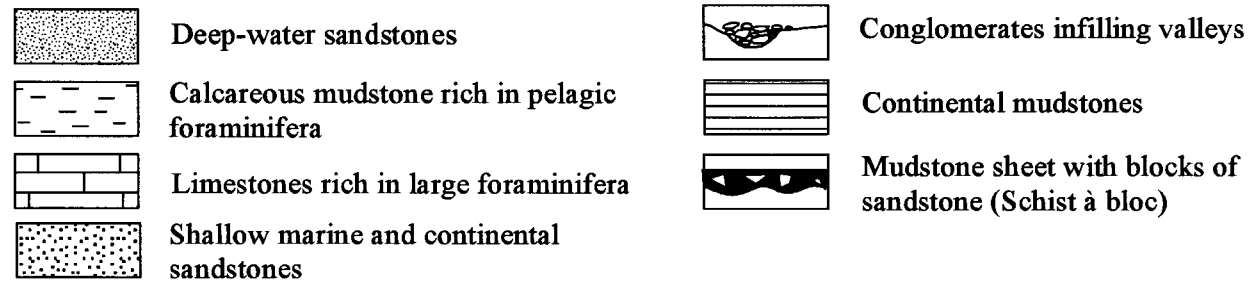 Deep-water sandstones
Calcareous mudstone rich in pelagic
foraminifera
Limestones rich in large foraminifera
Shallow marine and continental
sandstones
Conglomerates infilling valleys
Continental mudstones
Mudstone sheet with blocks of
sandstone (Schist à bloc)